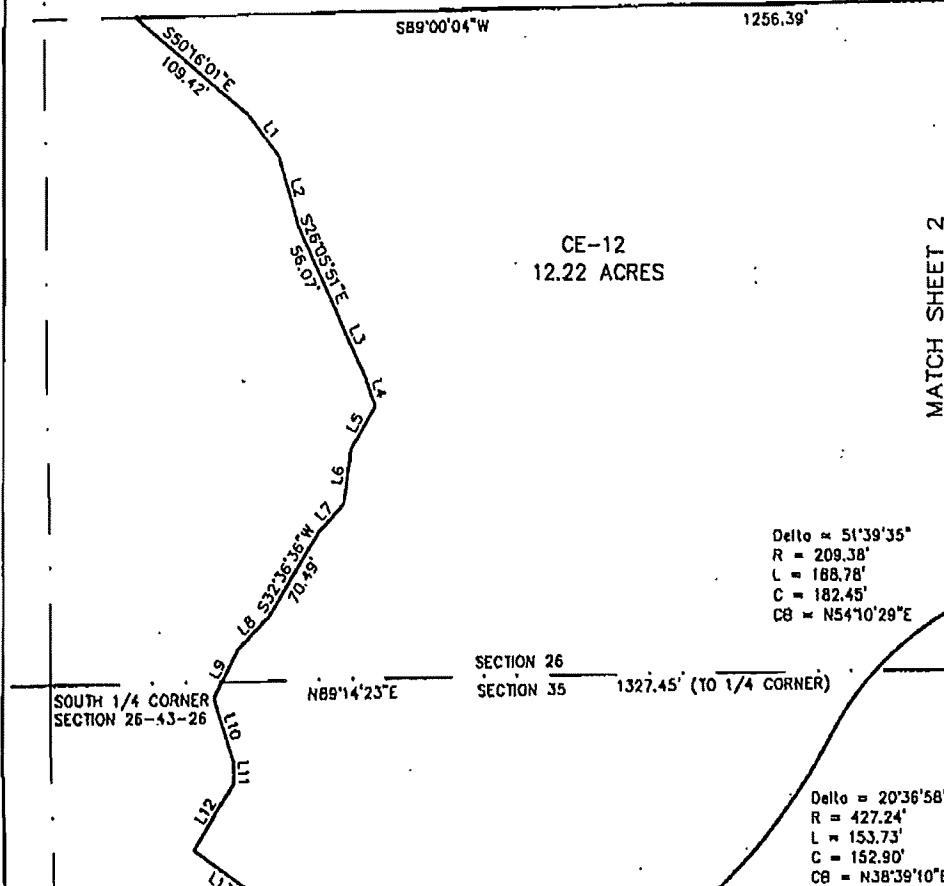 S89°00'04"W
1256.39'
S50°16'01"E
109.42'
L1
L2
S26°05'51"E
56.07'
CE-12
12.22 ACRES
MATCH SHEET 2
L3
L4
L5
L6
L7
S32°36'36"W
70.49'
L8
L9
Delta = 51°39'35"
R = 209.38'
L = 188.78'
C = 182.45'
CB = N54°10'29"E
SECTION 26
SOUTH 1/4 CORNER
SECTION 26-43-26
N89°14'23"E
SECTION 35
1327.45' (TO 1/4 CORNER)
L10
L11
L12
Delta = 20°36'58"
R = 427.24'
L = 153.73'
C = 152.90'
CB = N38°39'10"E